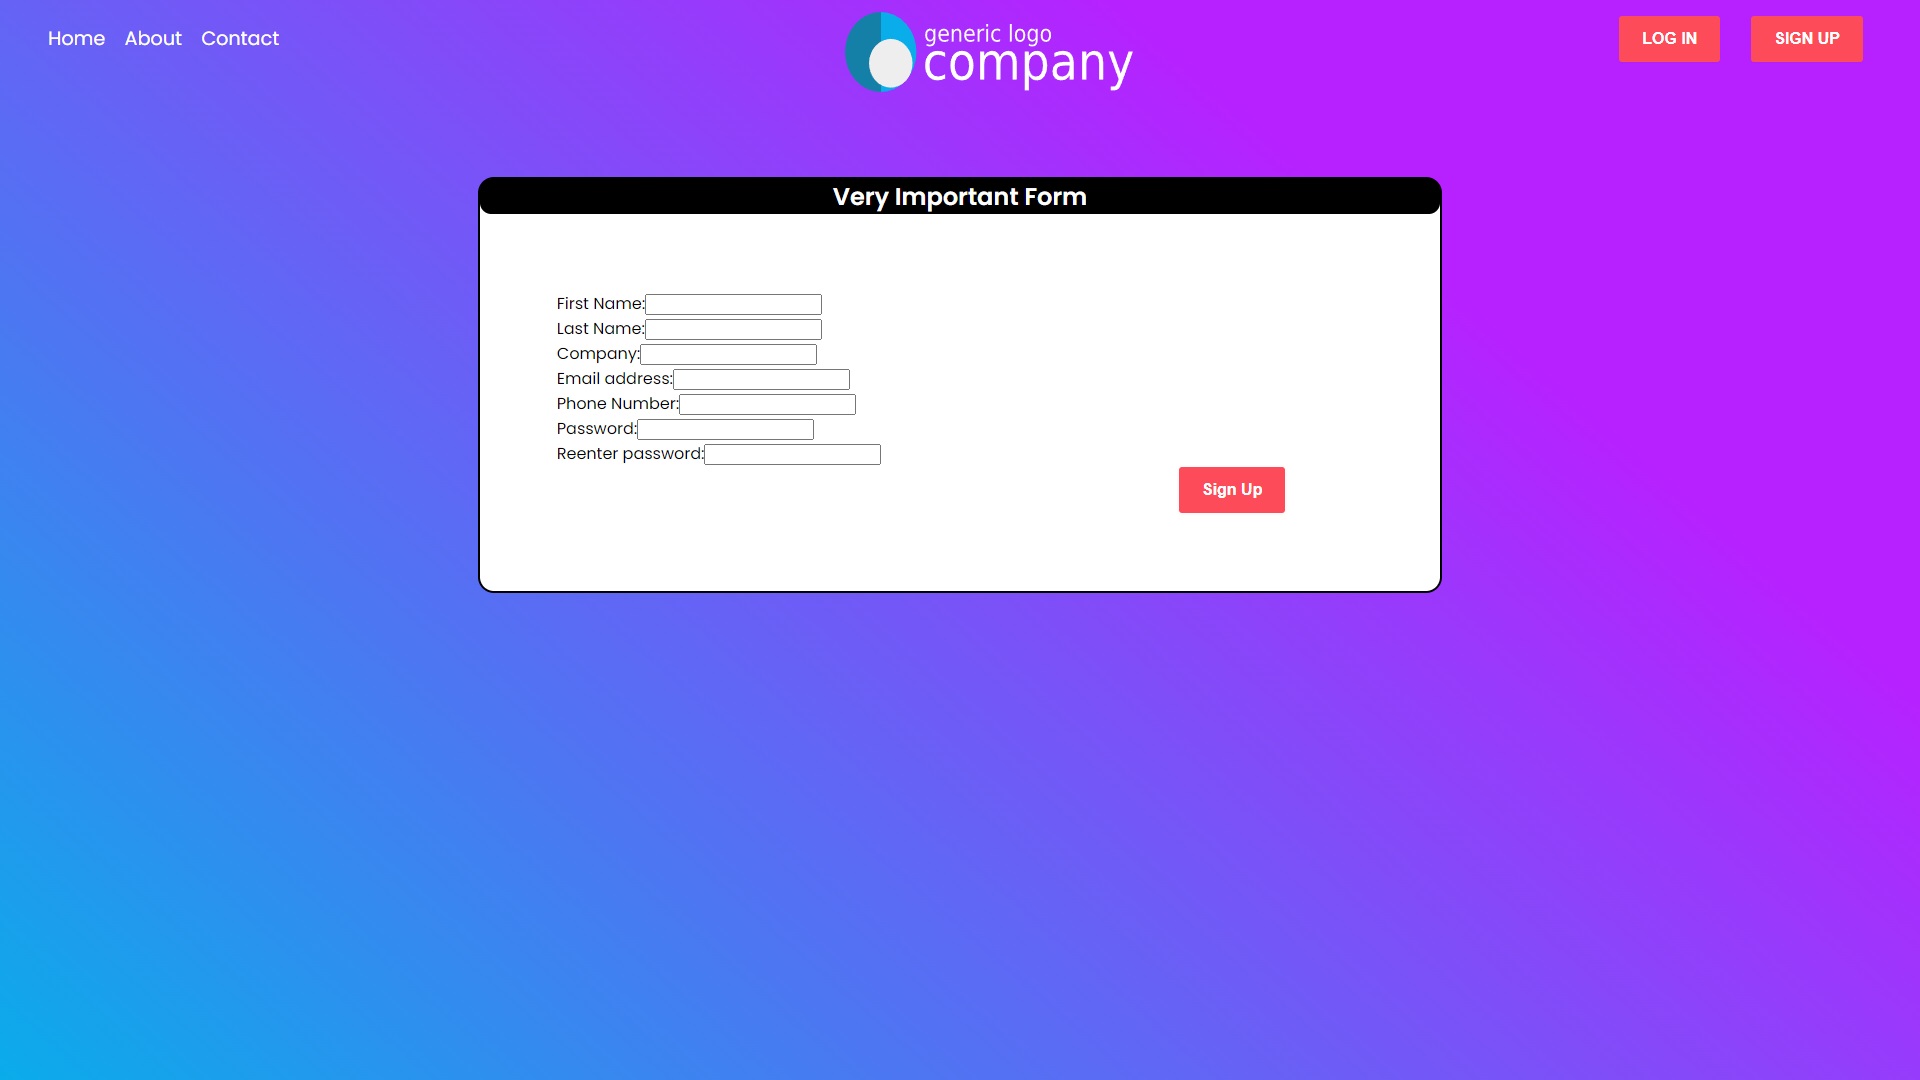 Home About Contact
generic logo
company
LOG IN SIGN UP
Very Important Form
First Name:
Last Name:
Company:
Email address:
Phone Number:
Password:
Reenter password:
Sign Up